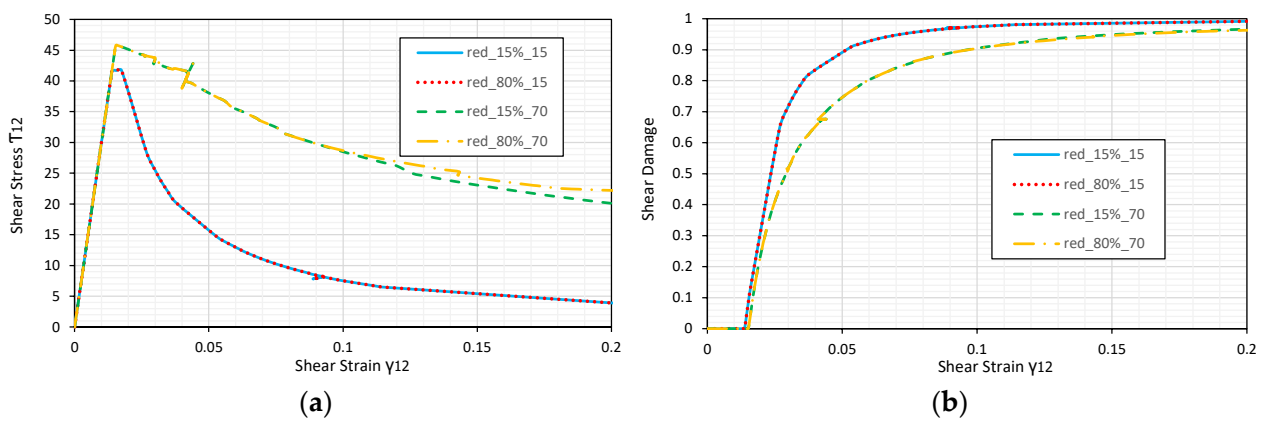 50
45
40
35
30
25
20
15
10
5
0
0
0.05
0.1
0.15
0.2
Shear Stress τ12
Shear Strain γ12
red_15%_15
red_80%_15
red_15%_70
red_80%_70
(a)
1
0.9
0.8
0.7
0.6
0.5
0.4
0.3
0.2
0.1
0
0
0.05
0.1
0.15
0.2
Shear Damage
Shear Strain γ12
red_15%_15
red_80%_15
red_15%_70
red_80%_70
(b)